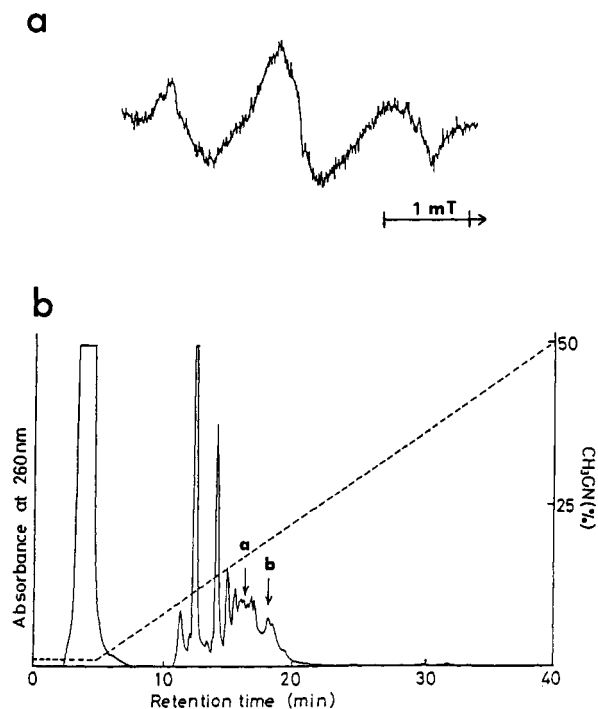 a
1 mT
b
Absorbance at 260nm
50
25
CH3CN(%)
a
b
0
10
20
30
40
Retention time (min)